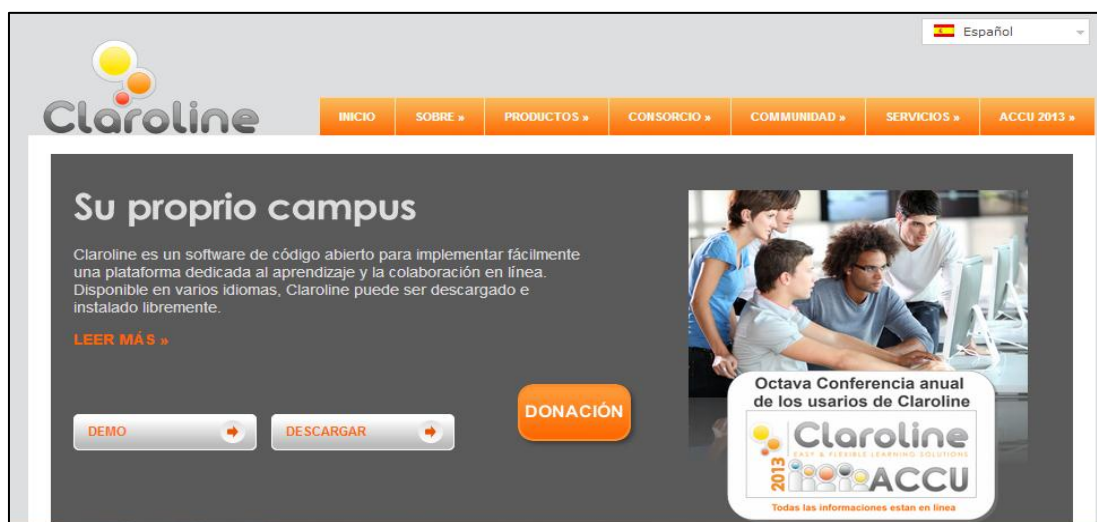 Español
Claroline
INICIO SOBRE » PRODUCTOS » CONSORCIO » COMMUNIDAD » SERVICIOS » ACCU 2013 »
Su proprio campus
Claroline es un software de código abierto para implementar fácilmente
una plataforma dedicada al aprendizaje y la colaboración en línea.
Disponible en varios idiomas, Claroline puede ser descargado e
instalado libremente.
LEER MÁS »
DEMO
DESCARGAR
DONACIÓN
Octava Conferencia anual
de los usarios de Claroline
Claroline
EASY & FLEXIBLE LEARNING SOLUTIONS
2013
ACCU
Todas las informaciones estan en línea